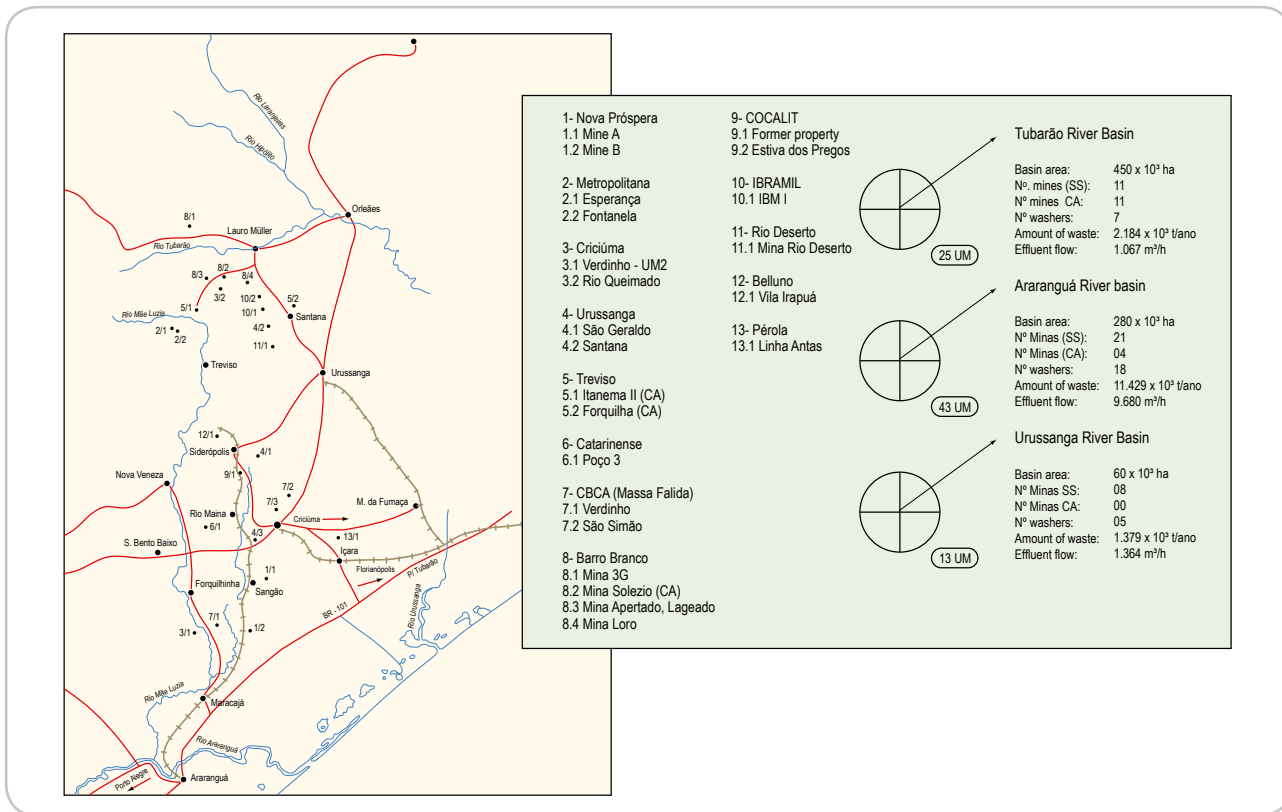 Rio Laranjeiras
Rio Hipólito
Orleães
8/1
Lauro Müller
Rio Tubarão
8/3
8/2
8/4
3/2
10/2
5/2
5/1
10/1
Santana
Rio Mãe Luzia
4/2
2/1
2/2
11/1
Treviso
Urussanga
12/1
Siderópolis
4/1
9/1
Nova Veneza
7/2
7/3
M. da Fumaça
Rio Maina
Criciúma
6/1
4/3
13/1
S. Bento Baixo
Içara
Florianópolis
P/ Tubarão
1/1
Forquilhinha
Sangão
BR - 101
Rio Urussanga
7/1
3/1
1/2
Rio Mãe Luzia
Maracajá
Rio Araranguá
Araranguá
Porto Alegre
1- Nova Próspera
1.1 Mine A
1.2 Mine B
2- Metropolitana
2.1 Esperança
2.2 Fontanela
3- Criciúma
3.1 Verdinho - UM2
3.2 Rio Queimado
4- Urussanga
4.1 São Geraldo
4.2 Santana
5- Treviso
5.1 Itanema II (CA)
5.2 Forquilha (CA)
6- Catarinense
6.1 Poço 3
7- CBCA (Massa Falida)
7.1 Verdinho
7.2 São Simão
8- Barro Branco
8.1 Mina 3G
8.2 Mina Solezio (CA)
8.3 Mina Apertado, Lageado
8.4 Mina Loro
9- COCALIT
9.1 Former property
9.2 Estiva dos Pregos
10- IBRAMIL
10.1 IBM I
11- Rio Deserto
11.1 Mina Rio Deserto
12- Belluno
12.1 Vila Irapuá
13- Pérola
13.1 Linha Antas
Tubarão River Basin
Basin area: 450 x 10³ ha
Nº. mines (SS): 11
Nº mines CA: 11
Nº washers: 7
Amount of waste: 2.184 x 10³ t/ano
Effluent flow: 1.067 m³/h
25 UM
Araranguá River basin
Basin area: 280 x 10³ ha
Nº Minas (SS): 21
Nº Minas (CA): 04
Nº washers: 18
Amount of waste: 11.429 x 10³ t/ano
Effluent flow: 9.680 m³/h
43 UM
Urussanga River Basin
Basin area: 60 x 10³ ha
Nº Minas SS: 08
Nº Minas CA: 00
Nº washers: 05
Amount of waste: 1.379 x 10³ t/ano
Effluent flow: 1.364 m³/h
13 UM